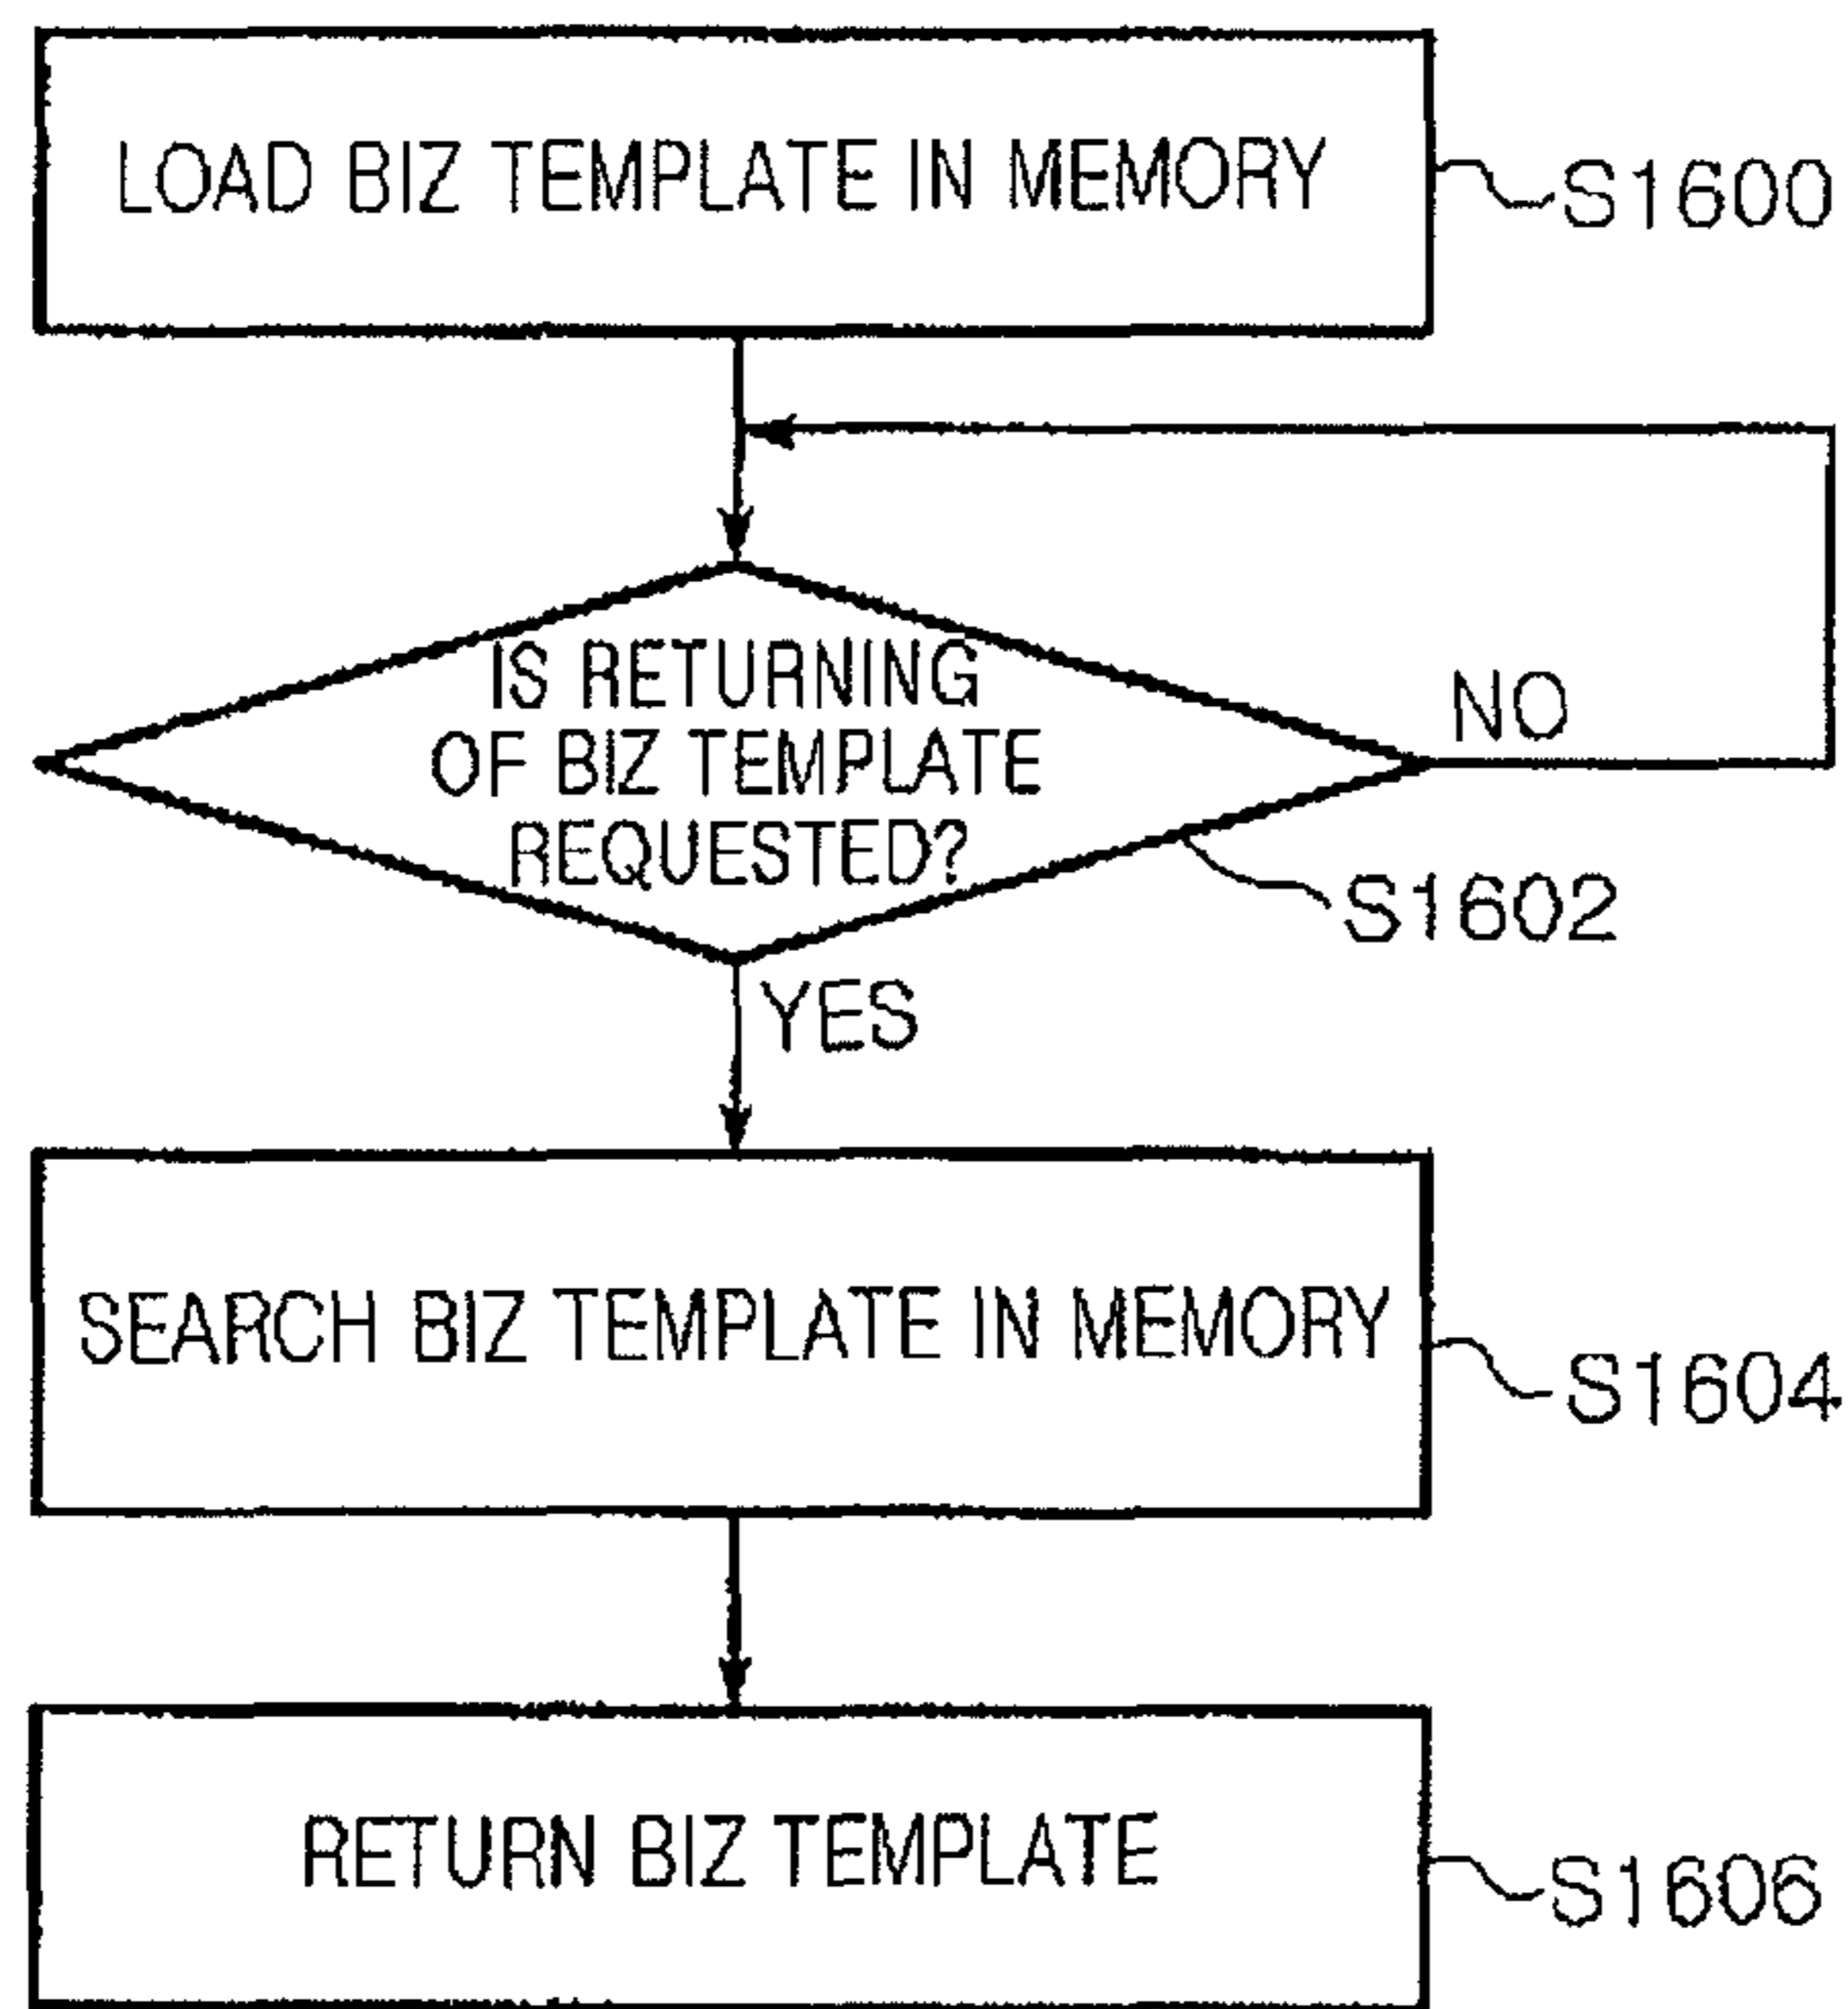 LOAD BIZ TEMPLATE IN MEMORY
S1600
IS RETURNING
OF BIZ TEMPLATE
REQUESTED?
NO
S1602
YES
SEARCH BIZ TEMPLATE IN MEMORY
S1604
RETURN BIZ TEMPLATE
S1606